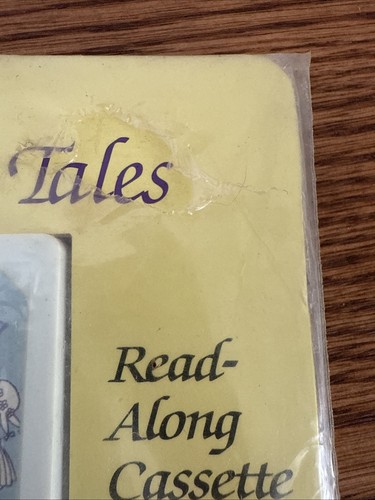 Tales
Read-
Along
Cassette